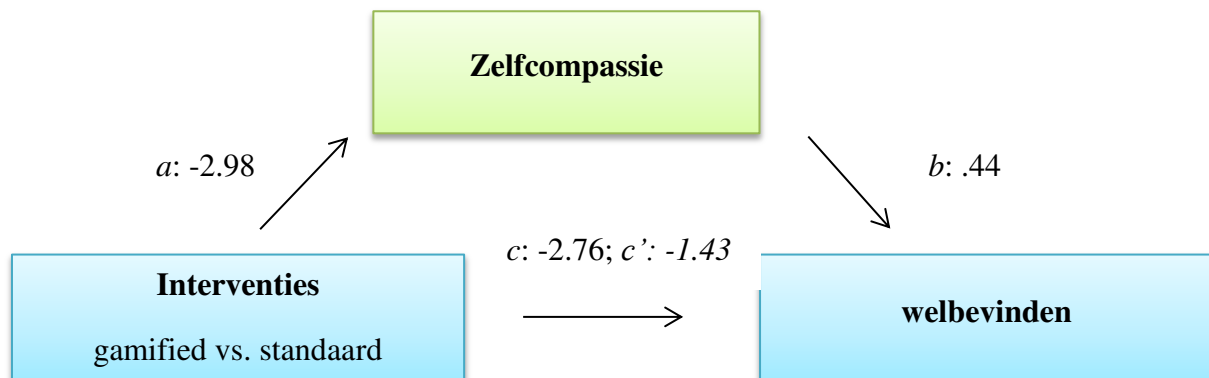 Zelfcompassie
a: -2.98
b: .44
c: -2.76; c’: -1.43
Interventies
gamified vs. standaard
welbevinden